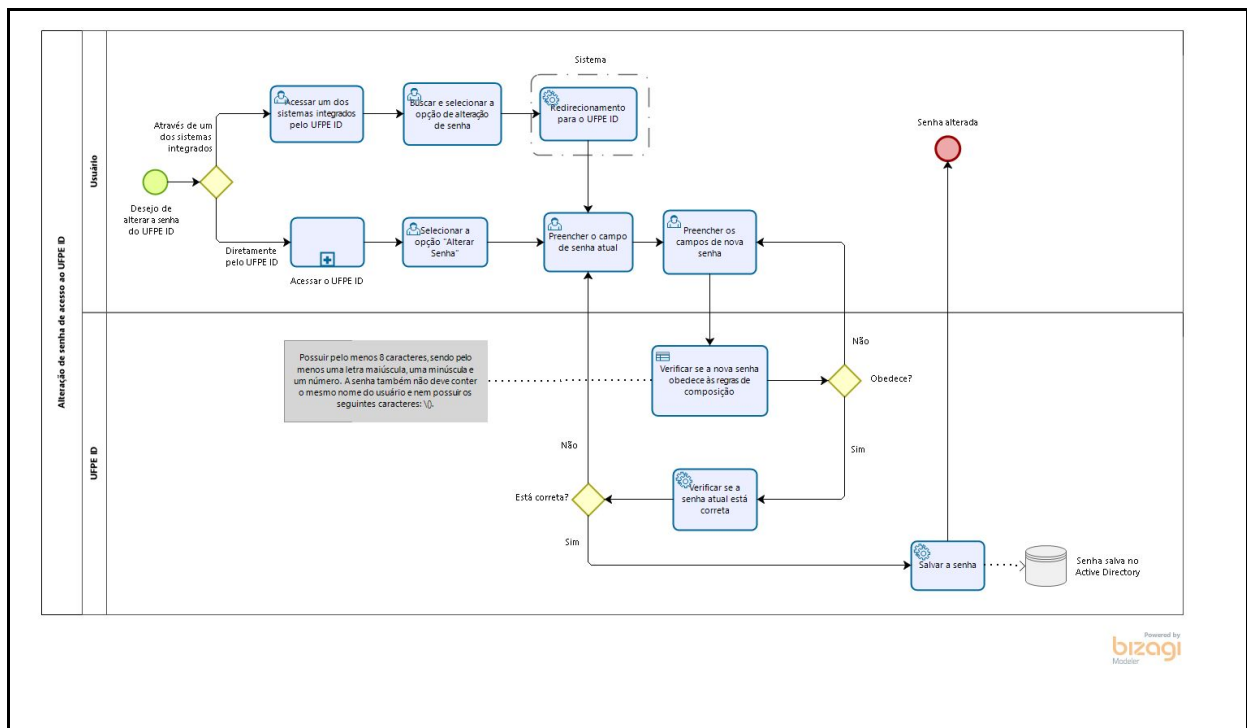 Alteração de senha de acesso ao UFPE ID
Usuário
Sistema
Acessar um dos
sistemas integrados
pelo UFPE ID
Buscar e selecionar a
opção de alteração
de senha
Redirecionamento
para o UFPE ID
Através de um
dos sistemas
integrados
Senha alterada
Desejo de
alterar a senha
do UFPE ID
Diretamente
pelo UFPE ID
Acessar o UFPE ID
Selecionar a
opção "Alterar
Senha"
Preencher o campo
de senha atual
Preencher os
campos de nova
senha
UFPE ID
Possuir pelo menos 8 caracteres, sendo pelo
menos uma letra maiúscula, uma minúscula e
um número. A senha também não deve conter
o mesmo nome do usuário e nem possuir os
seguintes caracteres: \().
Verificar se a nova senha
obedece às regras de
composição
Não
Obedece?
Sim
Não
Verificar se a
senha atual está
correta
Está correta?
Sim
Salvar a senha
Senha salva no
Active Directory
Powered by
bizagi
Modeler